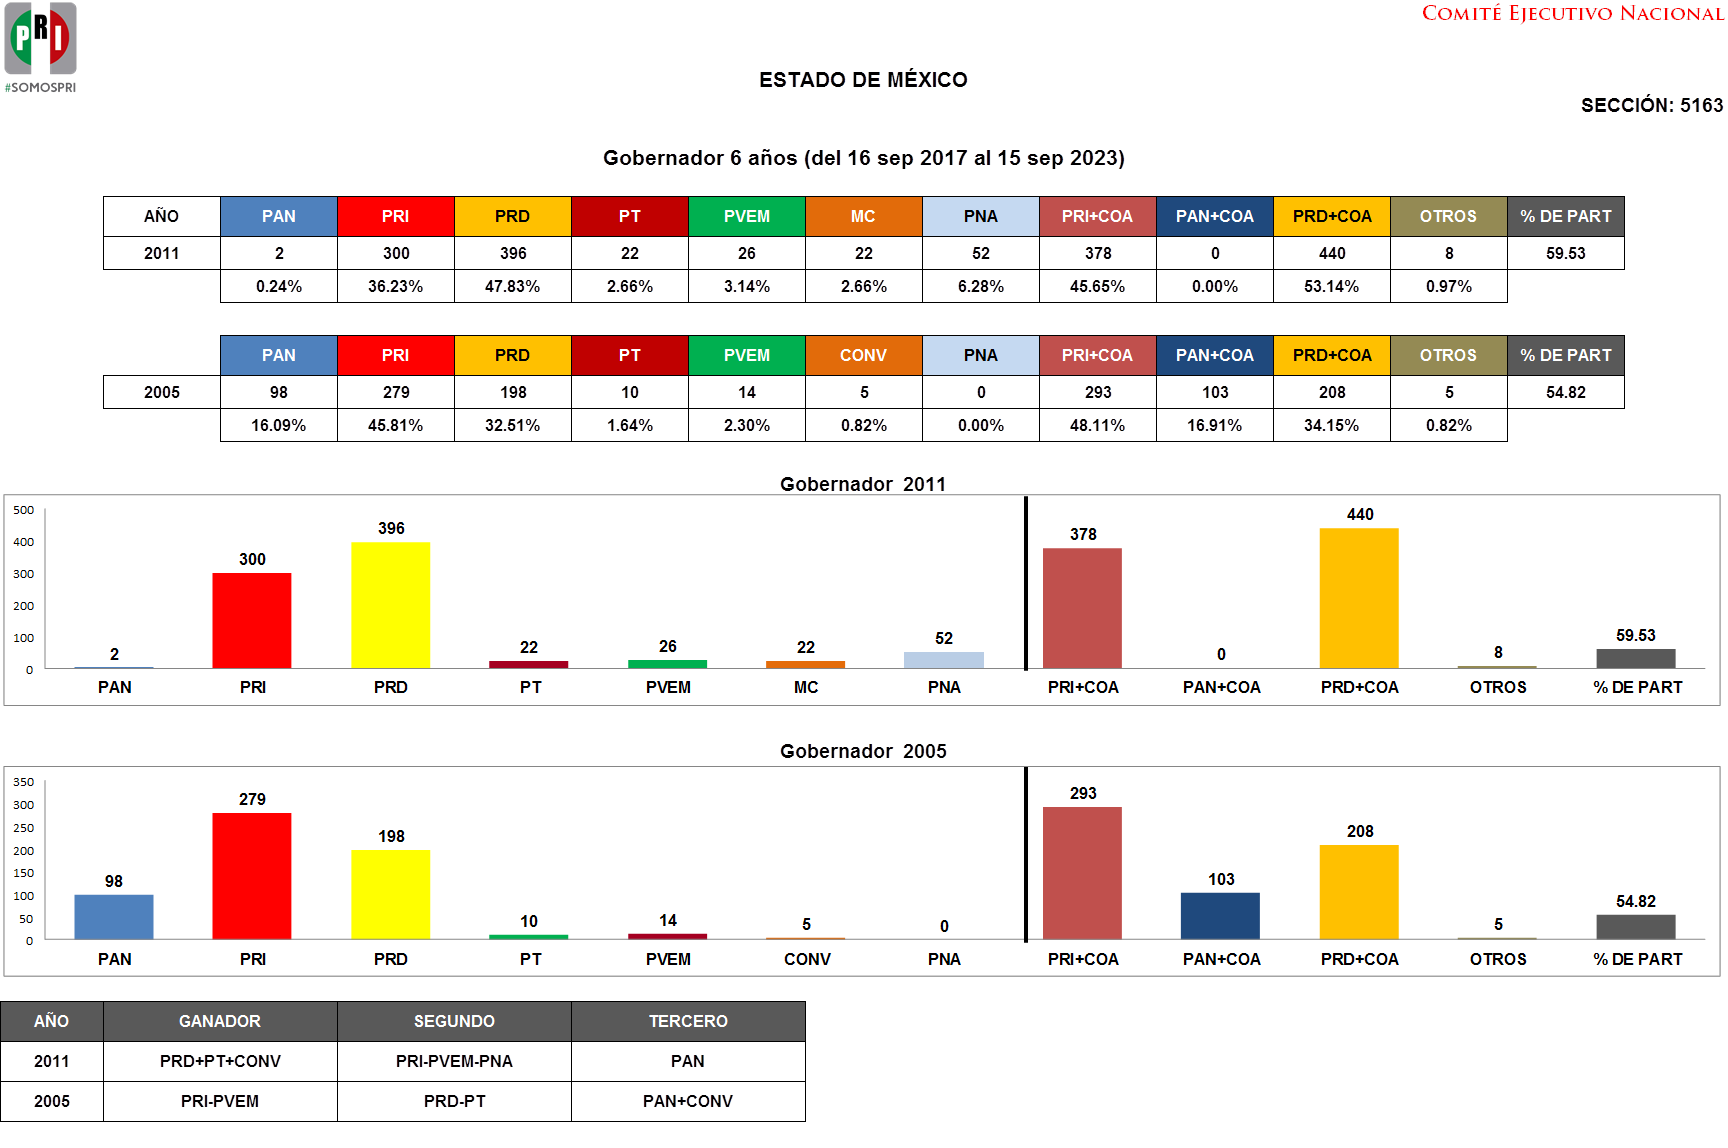 PRI
#SOMOSPRI
COMITÉ EJECUTIVO NACIONAL
ESTADO DE MÉXICO
SECCIÓN: 5163
Gobernador 6 años (del 16 sep 2017 al 15 sep 2023)
AÑO PAN PRI PRD PT PVEM MC PNA PRI+COA PAN+COA PRD+COA OTROS % DE PART
2011 2 300 396 22 26 22 52 378 0 440 8 59.53
0.24% 36.23% 47.83% 2.66% 3.14% 2.66% 6.28% 45.65% 0.00% 53.14% 0.97%
PAN PRI PRD PT PVEM CONV PNA PRI+COA PAN+COA PRD+COA OTROS % DE PART
2005 98 279 198 10 14 5 0 293 103 208 5 54.82
16.09% 45.81% 32.51% 1.64% 2.30% 0.82% 0.00% 48.11% 16.91% 34.15% 0.82%
Gobernador 2011
500
400
300
200
100
0
2 300 396 22 26 22 52 378 0 440 8 59.53
PAN PRI PRD PT PVEM MC PNA PRI+COA PAN+COA PRD+COA OTROS % DE PART
Gobernador 2005
350
300
250
200
150
100
50
0
98 279 198 10 14 5 0 293 103 208 5 54.82
PAN PRI PRD PT PVEM CONV PNA PRI+COA PAN+COA PRD+COA OTROS % DE PART
AÑO GANADOR SEGUNDO TERCERO
2011 PRD+PT+CONV PRI-PVEM-PNA PAN
2005 PRI-PVEM PRD-PT PAN+CONV